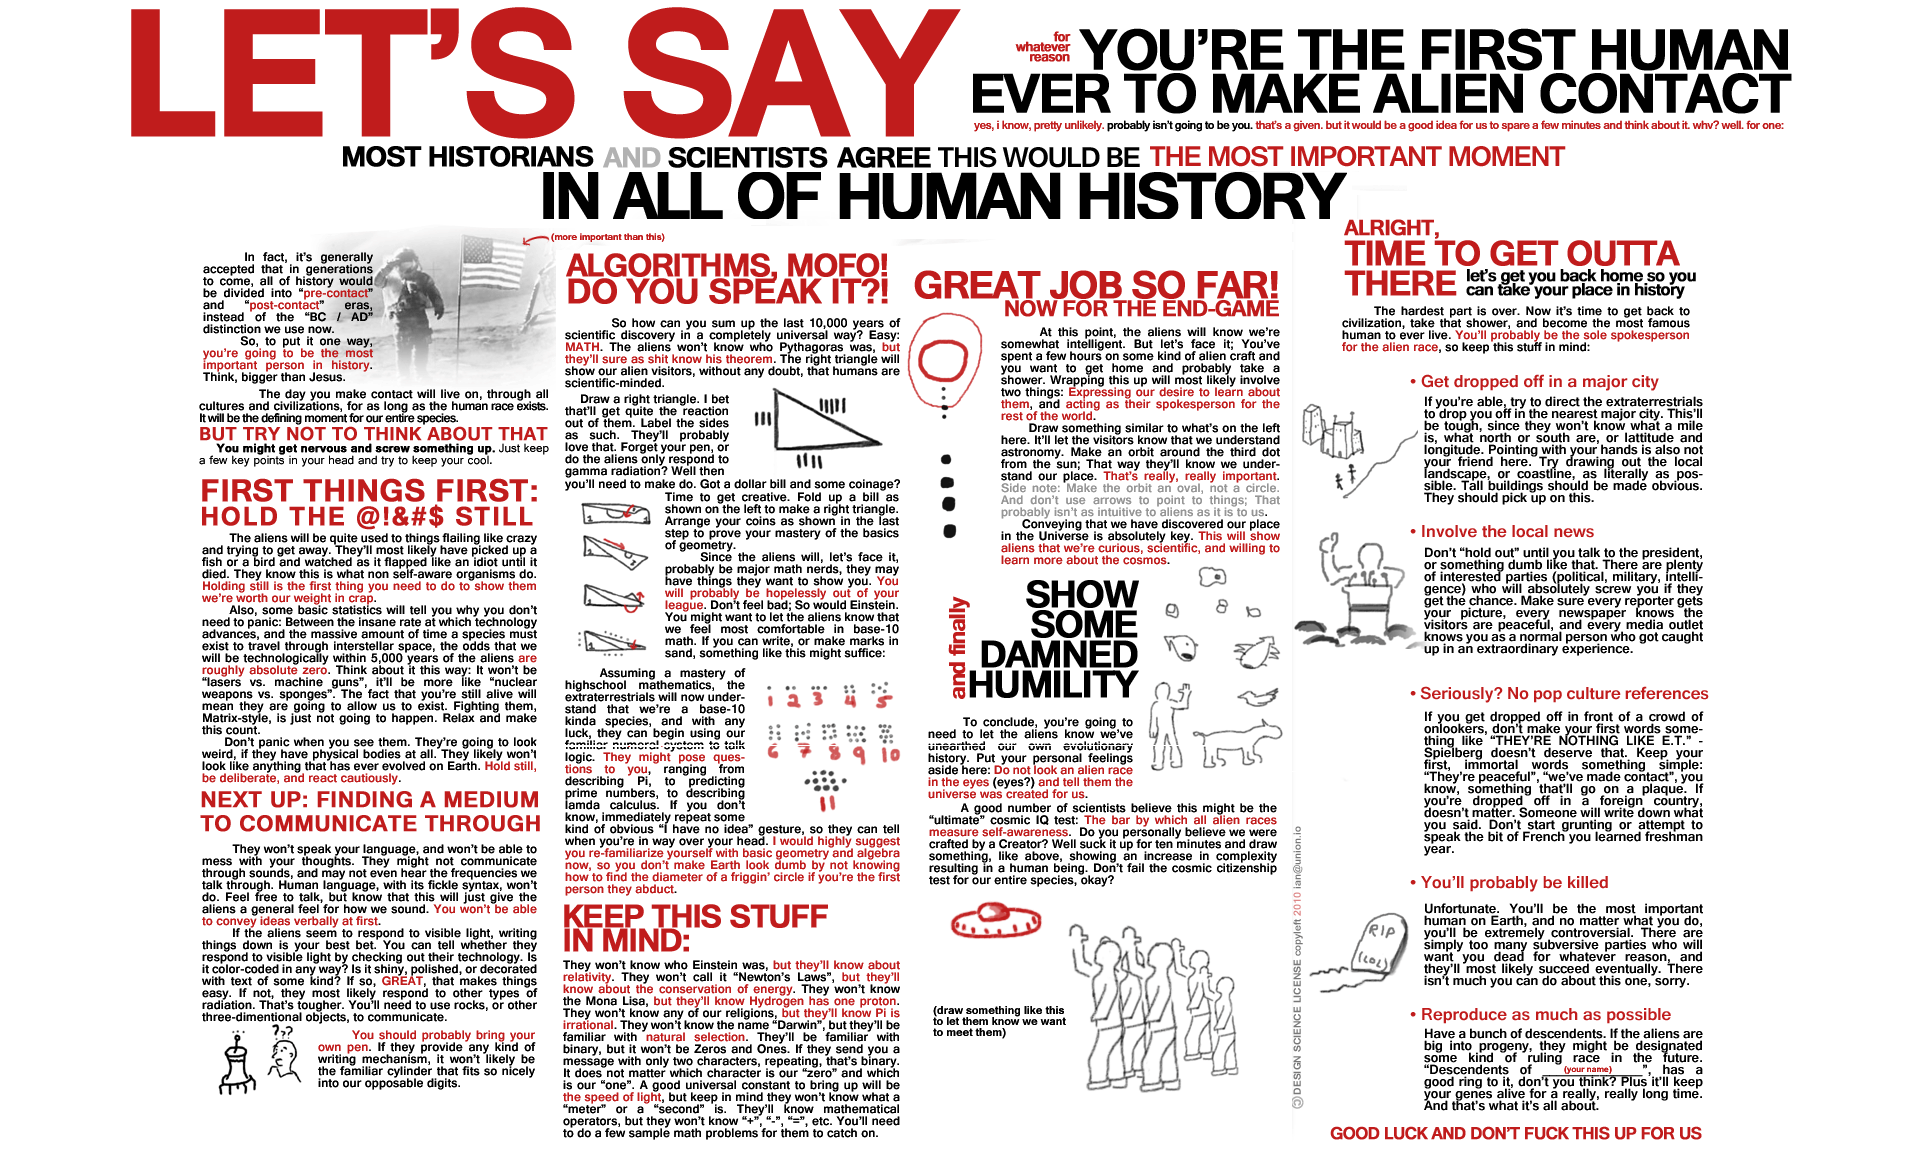 LET'S SAY
for
whatever
reason
YOU'RE THE FIRST HUMAN
EVER TO MAKE ALIEN CONTACT
yes, i know, pretty unlikely. probably isn't going to be you. that's a given. but it would be a good idea for us to spare a few minutes and think about it. why? well. for one:
MOST HISTORIANS AND SCIENTISTS AGREE THIS WOULD BE THE MOST IMPORTANT MOMENT
IN ALL OF HUMAN HISTORY
(more important than this)
In fact, it's generally
accepted that in generations
to come, all of history would
be divided into "pre-contact"
and "post-contact" eras,
instead of the "BC / AD"
distinction we use now.
So, to put it one way,
you're going to be the most
important person in history.
Think, bigger than Jesus.
The day you make contact will live on, through all
cultures and civilizations, for as long as the human race exists.
It will be the defining moment for our entire species.
BUT TRY NOT TO THINK ABOUT THAT
You might get nervous and screw something up. Just keep
a few key points in your head and try to keep your cool.
FIRST THINGS FIRST:
HOLD THE @!&#$ STILL
The aliens will be quite used to things flailing like crazy
and trying to get away. They'll most likely have picked up a
fish or a bird and watched as it flapped like an idiot until it
died. They know this is what non self-aware organisms do.
Holding still is the first thing you need to do to show them
we're worth our weight in crap.
Also, some basic statistics will tell you why you don't
need to panic: Between the insane rate at which technology
advances, and the massive amount of time a species must
exist to travel through interstellar space, the odds that we
will be technologically within 5,000 years of the aliens are
roughly absolute zero. Think about it this way: It won't be
"lasers vs. machine guns", it'll be more like "nuclear
weapons vs. sponges". The fact that you're still alive will
mean they are going to allow us to exist. Fighting them,
Matrix-style, is just not going to happen. Relax and make
this count.
Don't panic when you see them. They're going to look
weird, if they have physical bodies at all. They likely won't
look like anything that has ever evolved on Earth. Hold still,
be deliberate, and react cautiously.
NEXT UP: FINDING A MEDIUM
TO COMMUNICATE THROUGH
They won't speak your language, and won't be able to
mess with your thoughts. They might not communicate
through sounds, and may not even hear the frequencies we
talk through. Human language, with its fickle syntax, won't
do. Feel free to talk, but know that this will just give the
aliens a general feel for how we sound. You won't be able
to convey ideas verbally at first.
If the aliens seem to respond to visible light, writing
things down is your best bet. You can tell whether they
respond to visible light by checking out their technology. Is
it color-coded in any way? Is it shiny, polished, or decorated
with text of some kind? If so, GREAT, that makes things
easy. If not, they most likely respond to other types of
radiation. That's tougher. You'll need to use rocks, or other
three-dimentional objects, to communicate.
???
You should probably bring your
own pen. If they provide any kind of
writing mechanism, it won't likely be
the familiar cylinder that fits so nicely
into our opposable digits.
ALGORITHMS, MOFO!
DO YOU SPEAK IT?!
So how can you sum up the last 10,000 years of
scientific discovery in a completely universal way? Easy:
MATH. The aliens won't know who Pythagoras was, but
they'll sure as shit know his theorem. The right triangle will
show our alien visitors, without any doubt, that humans are
scientific-minded.
Draw a right triangle. I bet
that'll get quite the reaction
out of them. Label the sides
as such. They'll probably
love that. Forget your pen, or
do the aliens only respond to
gamma radiation? Well then
you'll need to make do. Got a dollar bill and some coinage?
Time to get creative. Fold up a bill as
shown on the left to make a right triangle.
Arrange your coins as shown in the last
step to prove your mastery of the basics
of geometry.
Since the aliens will, let's face it,
probably be major math nerds, they may
have things they want to show you. You
will probably be hopelessly out of your
league. Don't feel bad; So would Einstein.
You might want to let the aliens know that
we feel most comfortable in base-10
math. If you can write, or make marks in
sand, something like this might suffice:
Assuming a mastery of
highschool mathematics, the
extraterrestrials will now under-
stand that we're a base-10
kinda species, and with any
luck, they can begin using our
familiar numeral system to talk
logic. They might pose ques-
tions to you, ranging from
describing Pi, to predicting
prime numbers, to describing
lamda calculus. If you don't
know, immediately repeat some
kind of obvious "I have no idea" gesture, so they can tell
when you're in way over your head. I would highly suggest
you re-familiarize yourself with basic geometry and algebra
now, so you don't make Earth look dumb by not knowing
how to find the diameter of a friggin' circle if you're the first
person they abduct.
1 2 3 4 5
6 7 8 9 10
11
KEEP THIS STUFF
IN MIND:
They won't know who Einstein was, but they'll know about
relativity. They won't call it "Newton's Laws", but they'll
know about the conservation of energy. They won't know
the Mona Lisa, but they'll know Hydrogen has one proton.
They won't know any of our religions, but they'll know Pi is
irrational. They won't know the name "Darwin", but they'll be
familiar with natural selection. They'll be familiar with
binary, but it won't be Zeros and Ones. If they send you a
message with only two characters, repeating, that's binary.
It does not matter which character is our "zero" and which
is our "one". A good universal constant to bring up will be
the speed of light, but keep in mind they won't know what a
"meter" or a "second" is. They'll know mathematical
operators, but they won't know "+", "-", "=", etc. You'll need
to do a few sample math problems for them to catch on.
GREAT JOB SO FAR!
NOW FOR THE END-GAME
At this point, the aliens will know we're
somewhat intelligent. But let's face it; You've
spent a few hours on some kind of alien craft and
you want to get home and probably take a
shower. Wrapping this up will most likely involve
two things: Expressing our desire to learn about
them, and acting as their spokesperson for the
rest of the world.
Draw something similar to what's on the left
here. It'll let the visitors know that we understand
astronomy. Make an orbit around the third dot
from the sun; That way they'll know we under-
stand our place. That's really, really important.
Side note: Make the orbit an oval, not a circle.
And don't use arrows to point to things; That
probably isn't as intuitive to aliens as it is to us.
Conveying that we have discovered our place
in the Universe is absolutely key. This will show
aliens that we're curious, scientific, and willing to
learn more about the cosmos.
and finally
SHOW
SOME
DAMNED
HUMILITY
To conclude, you're going to
need to let the aliens know we've
unearthed our own evolutionary
history. Put your personal feelings
aside here: Do not look an alien race
in the eyes (eyes?) and tell them the
universe was created for us.
A good number of scientists believe this might be the
"ultimate" cosmic IQ test: The bar by which all alien races
measure self-awareness. Do you personally believe we were
crafted by a Creator? Well suck it up for ten minutes and draw
something, like above, showing an increase in complexity
resulting in a human being. Don't fail the cosmic citizenship
test for our entire species, okay?
(draw something like this
to let them know we want
to meet them)
DESIGN SCIENCE LICENSE copyleft 2010 ian@union.io
ALRIGHT,
TIME TO GET OUTTA
THERE let's get you back home so you
can take your place in history
The hardest part is over. Now it's time to get back to
civilization, take that shower, and become the most famous
human to ever live. You'll probably be the sole spokesperson
for the alien race, so keep this stuff in mind:
• Get dropped off in a major city
If you're able, try to direct the extraterrestrials
to drop you off in the nearest major city. This'll
be tough, since they won't know what a mile
is, what north or south are, or lattitude and
longitude. Pointing with your hands is also not
your friend here. Try drawing out the local
landscape, or coastline, as literally as pos-
sible. Tall buildings should be made obvious.
They should pick up on this.
• Involve the local news
Don't "hold out" until you talk to the president,
or something dumb like that. There are plenty
of interested parties (political, military, intelli-
gence) who will absolutely screw you if they
get the chance. Make sure every reporter gets
your picture, every newspaper knows the
visitors are peaceful, and every media outlet
knows you as a normal person who got caught
up in an extraordinary experience.
• Seriously? No pop culture references
If you get dropped off in front of a crowd of
onlookers, don't make your first words some-
thing like "THEY'RE NOTHING LIKE E.T." -
Spielberg doesn't deserve that. Keep your
first, immortal words something simple:
"They're peaceful", "we've made contact", you
know, something that'll go on a plaque. If
you're dropped off in a foreign country,
doesn't matter. Someone will write down what
you said. Don't start grunting or attempt to
speak the bit of French you learned freshman
year.
• You'll probably be killed
Unfortunate. You'll be the most important
human on Earth, and no matter what you do,
you'll be extremely controversial. There are
simply too many subversive parties who will
want you dead for whatever reason, and
they'll most likely succeed eventually. There
isn't much you can do about this one, sorry.
RIP
(LOL)
• Reproduce as much as possible
Have a bunch of descendents. If the aliens are
big into progeny, they might be designated
some kind of ruling race in the future.
"Descendents of (your name)", has a
good ring to it, don't you think? Plus it'll keep
your genes alive for a really, really long time.
And that's what it's all about.
GOOD LUCK AND DON'T FUCK THIS UP FOR US